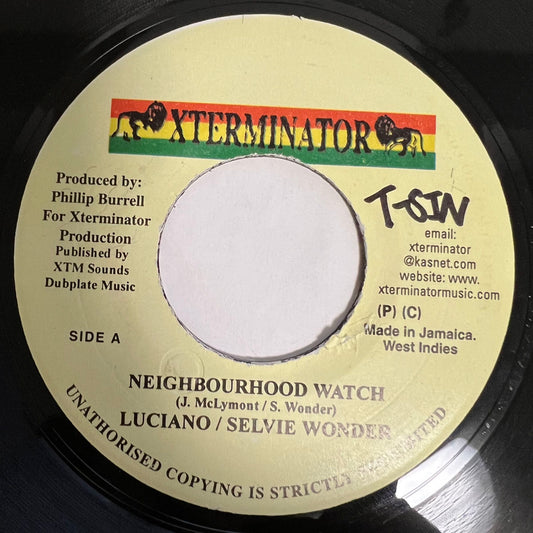 XTERMINATOR
Produced by:
Phillip Burrell
For Xterminator
Production
Published by
XTM Sounds
Dubplate Music
SIDE A
T-SIN
email:
xterminator
@kasnet.com
website: www.
xterminatormusic.com
(P) (C)
Made in Jamaica.
West Indies
NEIGHBOURHOOD WATCH
(J. McLymont / S. Wonder)
LUCIANO / SELVIE WONDER
UNATHORISED COPYING IS STRICTLY PROHIBITED